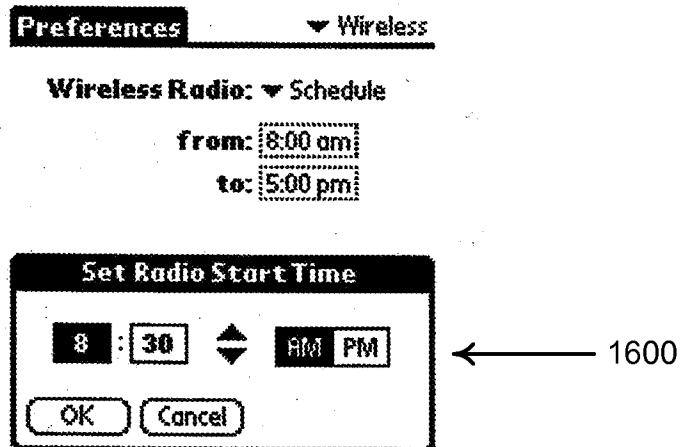 Preferences Wireless
Wireless Radio: Schedule
from: 8:00 am
to: 5:00 pm
Set Radio Start Time
8 : 30 AM PM
1600
OK Cancel